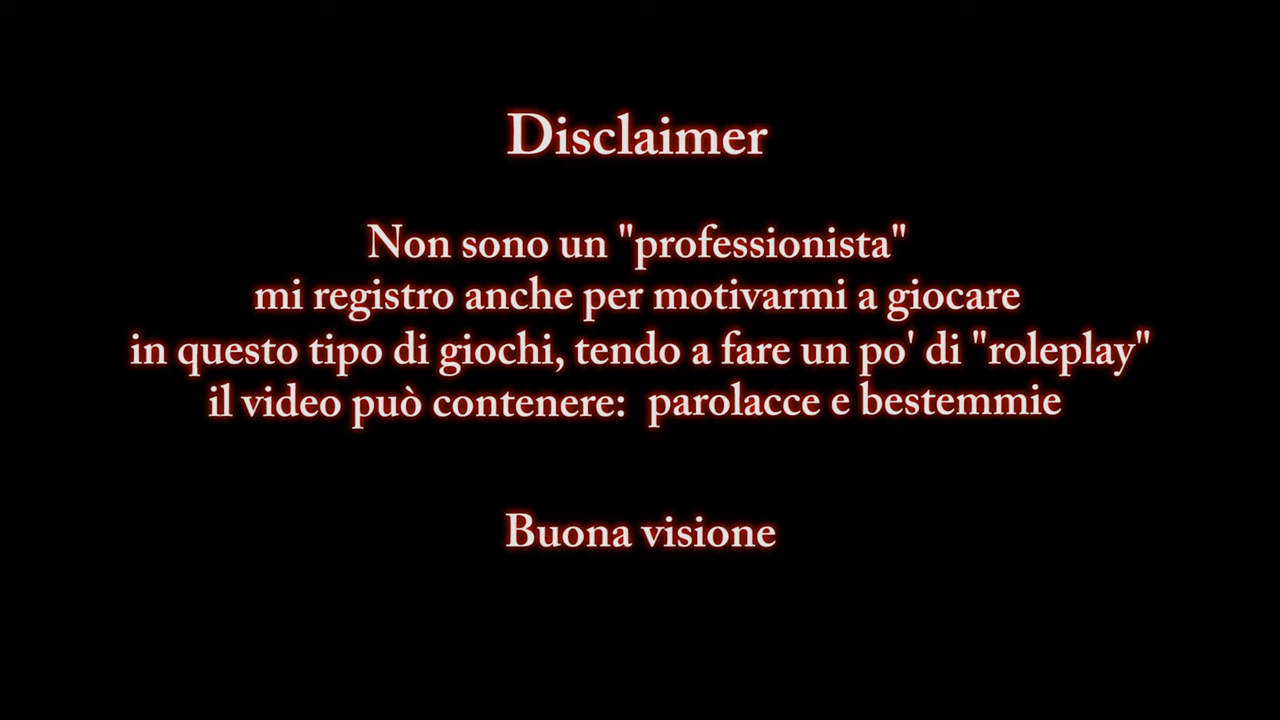 Disclaimer
Non sono un "professionista"
mi registro anche per motivarmi a giocare
in questo tipo di giochi, tendo a fare un po' di "roleplay"
il video può contenere:  parolacce e bestemmie
Buona visione